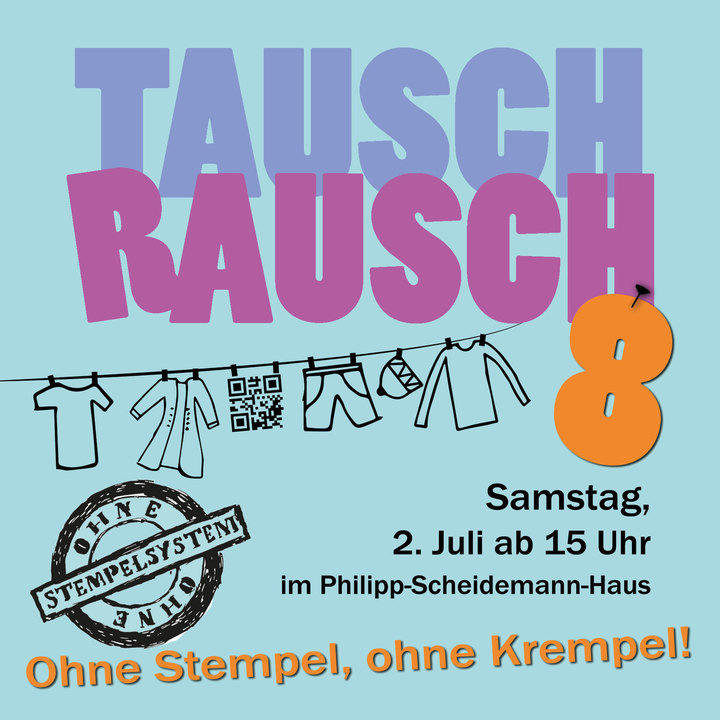 TAUSCH
RAUSCH
8
Samstag,
2. Juli ab 15 Uhr
im Philipp-Scheidemann-Haus
OHNE
STEMPELSYSTEM
OHNE
Ohne Stempel, ohne Krempel!